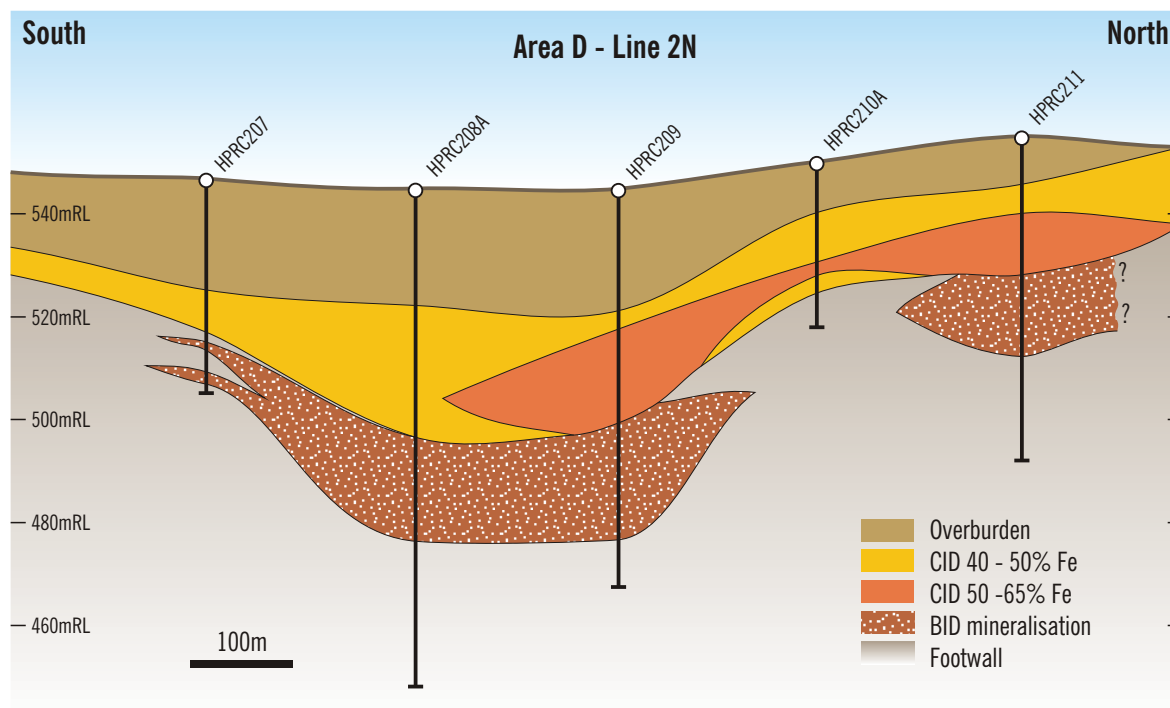 South
Area D - Line 2N
North
HPRC207
HPRC208A
HPRC209
HPRC210A
HPRC211
540mRL
520mRL
500mRL
480mRL
460mRL
?
?
100m
Overburden
CID 40 - 50% Fe
CID 50 -65% Fe
BID mineralisation
Footwall